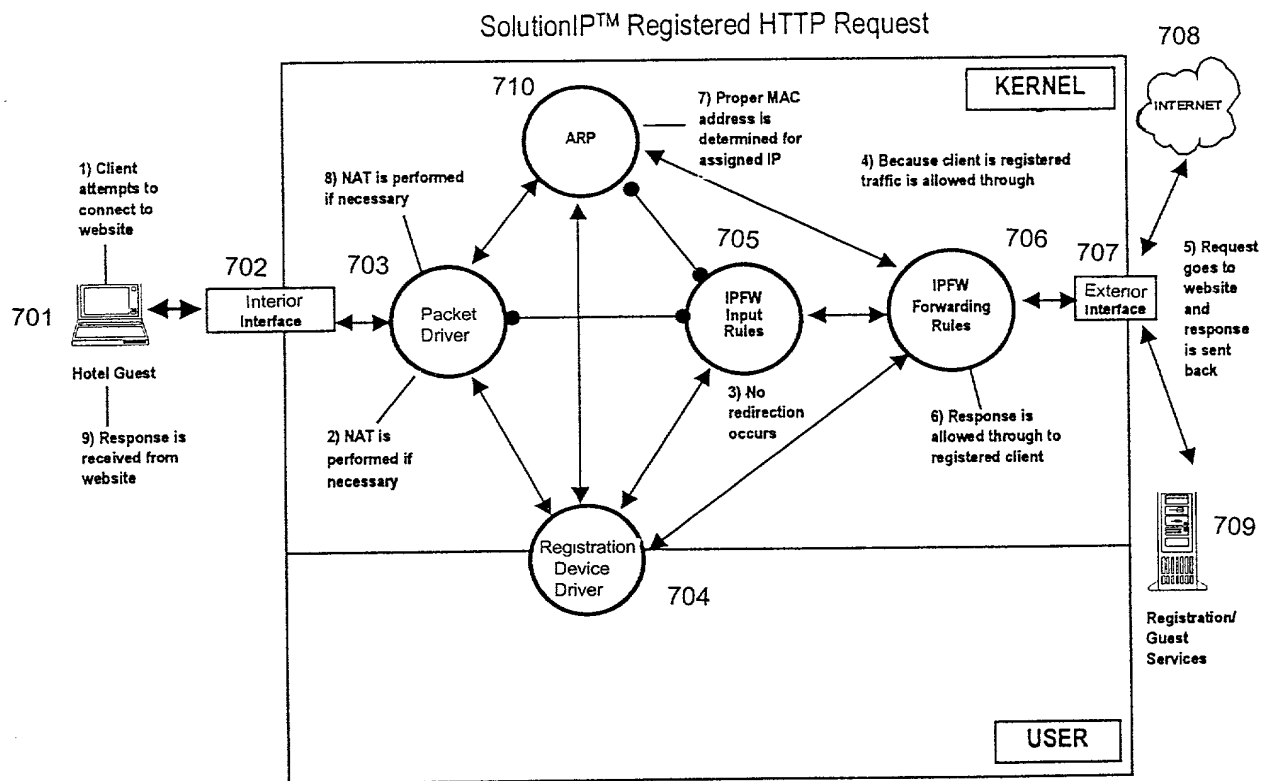 SolutionIP™ Registered HTTP Request
708
710
KERNEL
INTERNET
ARP
7) Proper MAC
address is
determined for
assigned IP
1) Client
attempts to
connect to
website
8) NAT is performed
if necessary
4) Because client is registered
traffic is allowed through
702
703
705
706
707
5) Request
goes to
website
and
response
is sent
back
701
Interior
Interface
Packet
Driver
IPFW
Input
Rules
IPFW
Forwarding
Rules
Exterior
Interface
Hotel Guest
9) Response is
received from
website
2) NAT is
performed if
necessary
3) No
redirection
occurs
6) Response is
allowed through to
registered client
Registration
Device
Driver
704
709
Registration/
Guest
Services
USER